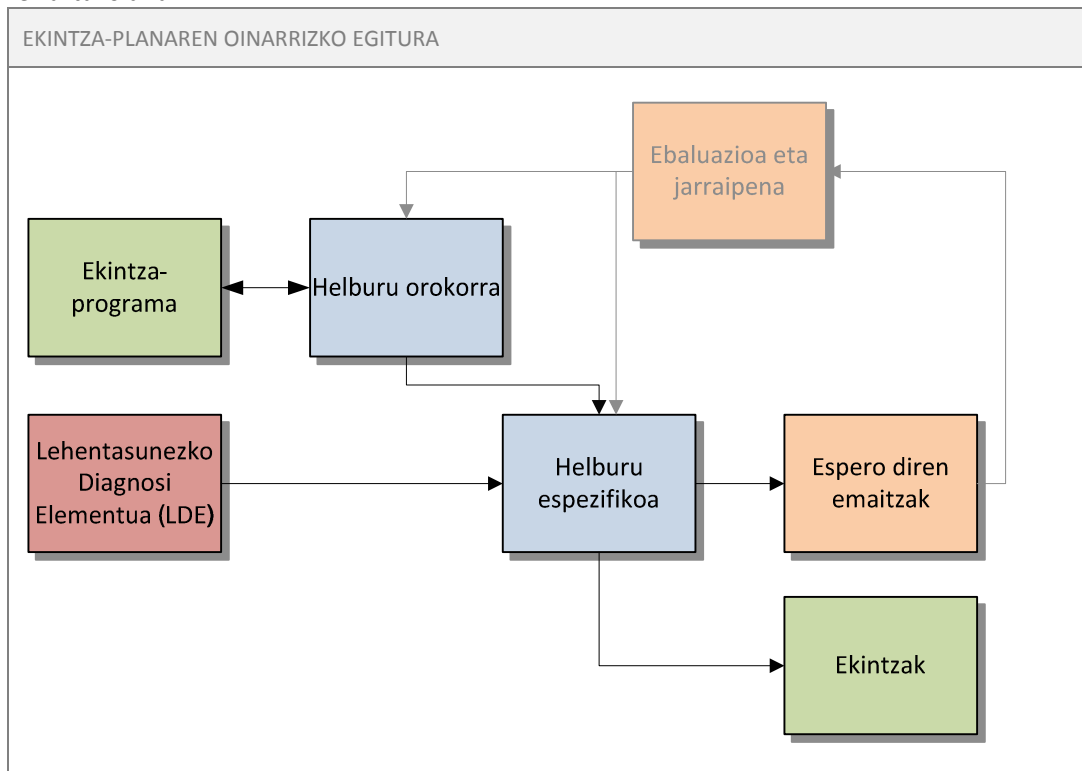 EKINTZA-PLANAREN OINARRIZKO EGITURA
Ebaluazioa eta
jarraipena
Ekintza-
programa
Helburu orokorra
Lehentasunezko
Diagnosi
Elementua (LDE)
Helburu
espezifikoa
Espero diren
emaitzak
Ekintzak